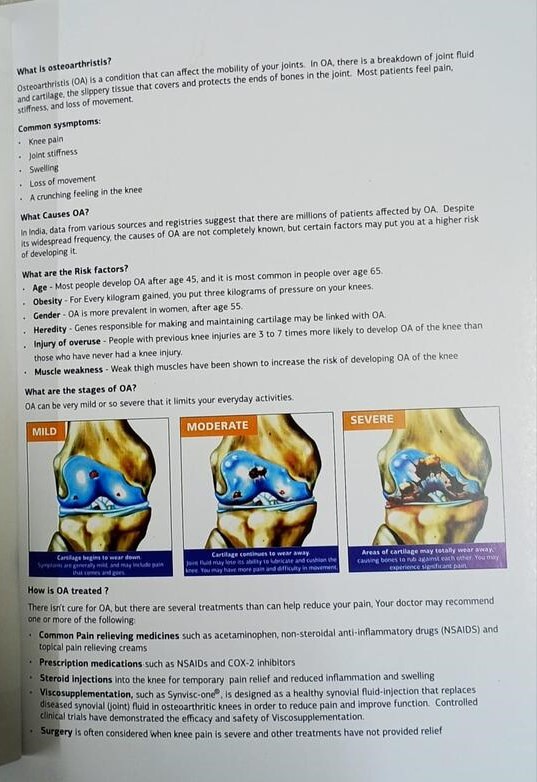 What is osteoarthristis?
Osteoarthristis (OA) is a condition that can affect the mobility of your joints. In OA, there is a breakdown of joint fluid
and cartilage, the slippery tissue that covers and protects the ends of bones in the joint. Most patients feel pain,
stiffness, and loss of movement.
Common sysmptoms:
· Knee pain
· Joint stiffness
· Swelling
· Loss of movement
· A crunching feeling in the knee
What Causes OA?
In India, data from various sources and registries suggest that there are millions of patients affected by OA. Despite
its widespread frequency, the causes of OA are not completely known, but certain factors may put you at a higher risk
of developing it.
What are the Risk factors?
· Age - Most people develop OA after age 45, and it is most common in people over age 65.
· Obesity - For Every kilogram gained, you put three kilograms of pressure on your knees.
· Gender - OA is more prevalent in women, after age 55.
· Heredity - Genes responsible for making and maintaining cartilage may be linked with OA.
· Injury of overuse - People with previous knee injuries are 3 to 7 times more likely to develop OA of the knee than
those who have never had a knee injury.
· Muscle weakness - Weak thigh muscles have been shown to increase the risk of developing OA of the knee
What are the stages of OA?
OA can be very mild or so severe that it limits your everyday activities.
MILD
Cartilage begins to wear down.
Symptoms are generally mild, and may include pain
that comes and goes.
MODERATE
Cartilage continues to wear away.
Joint fluid may lose its ability to lubricate and cushion the
knee. You may have more pain and difficulty in movement.
SEVERE
Areas of cartilage may totally wear away,
causing bones to rub against each other. You may
experience significant pain.
How is OA treated ?
There isn't cure for OA, but there are several treatments than can help reduce your pain, Your doctor may recommend
one or more of the following:
· Common Pain relieving medicines such as acetaminophen, non-steroidal anti-inflammatory drugs (NSAIDS) and
topical pain relieving creams
· Prescription medications such as NSAIDs and COX-2 inhibitors
· Steroid injections into the knee for temporary pain relief and reduced inflammation and swelling
· Viscosupplementation, such as Synvisc-one®, is designed as a healthy synovial fluid-injection that replaces
diseased synovial (joint) fluid in osteoarthritic knees in order to reduce pain and improve function. Controlled
clinical trials have demonstrated the efficacy and safety of Viscosupplementation.
· Surgery is often considered when knee pain is severe and other treatments have not provided relief